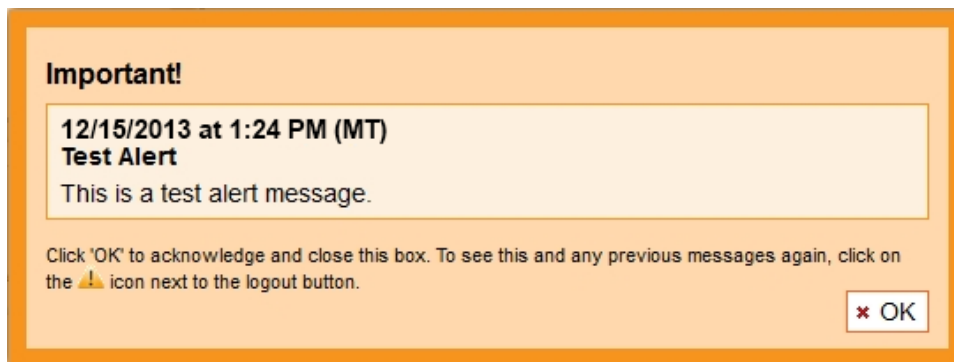 Important!
12/15/2013 at 1:24 PM (MT)
Test Alert
This is a test alert message.
Click 'OK' to acknowledge and close this box. To see this and any previous messages again, click on
the icon next to the logout button.
OK